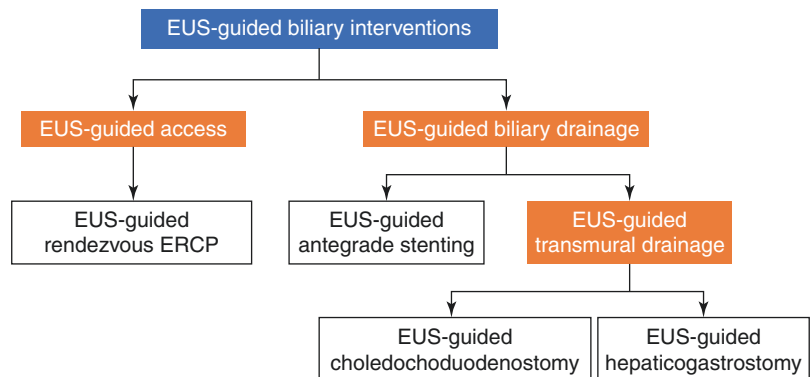 EUS-guided biliary interventions
EUS-guided access
EUS-guided biliary drainage
EUS-guided
rendezvous ERCP
EUS-guided
antegrade stenting
EUS-guided
transmural drainage
EUS-guided
choledochoduodenostomy
EUS-guided
hepaticogastrostomy